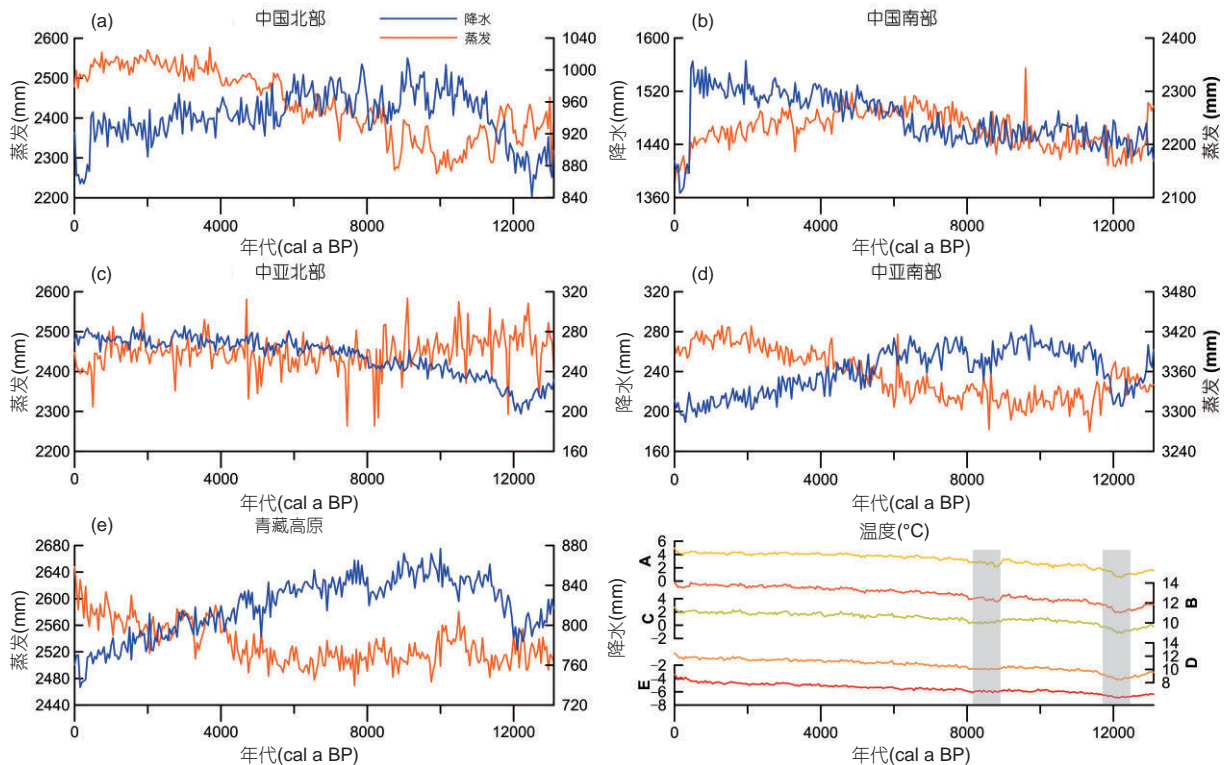 (a)
中国北部
降水
蒸发
2600
2500
2400
2300
2200
蒸发(mm)
1040
1000
960
920
880
840
0
4000
8000
12000
年代(cal a BP)
(b)
中国南部
1600
1520
1440
1360
降水(mm)
2400
2300
2200
2100
蒸发 (mm)
0
4000
8000
12000
年代(cal a BP)
(c)
中亚北部
2600
2500
2400
2300
2200
蒸发(mm)
320
280
240
200
160
0
4000
8000
12000
年代(cal a BP)
(d)
中亚南部
320
280
240
200
160
降水(mm)
3480
3420
3360
3300
3240
蒸发(mm)
0
4000
8000
12000
年代(cal a BP)
(e)
青藏高原
2680
2640
2600
2560
2520
2480
2440
蒸发(mm)
880
840
800
760
720
0
4000
8000
12000
年代(cal a BP)
温度(°C)
降水(mm)
A
6
4
2
0
B
14
12
10
C
4
2
0
-2
D
14
12
10
8
E
-2
-4
-6
-8
0
4000
8000
12000
年代(cal a BP)